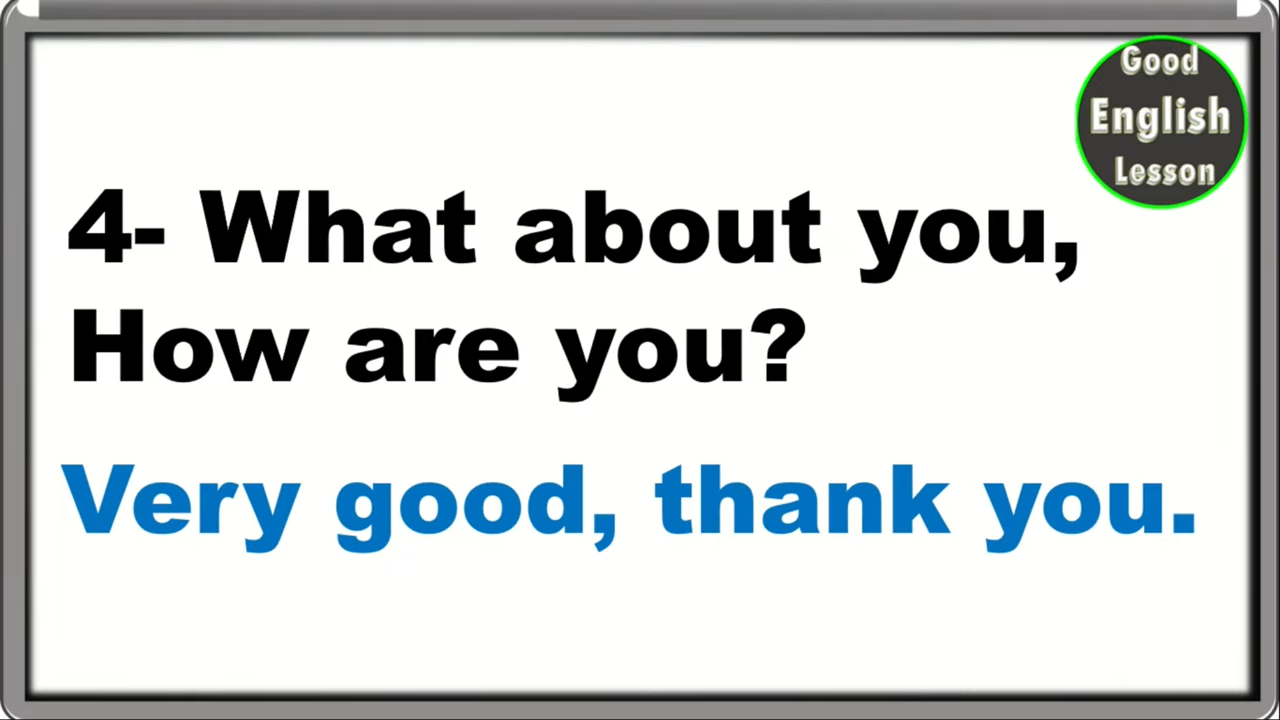 Good
English
Lesson
4- What about you,
How are you?
Very good, thank you.